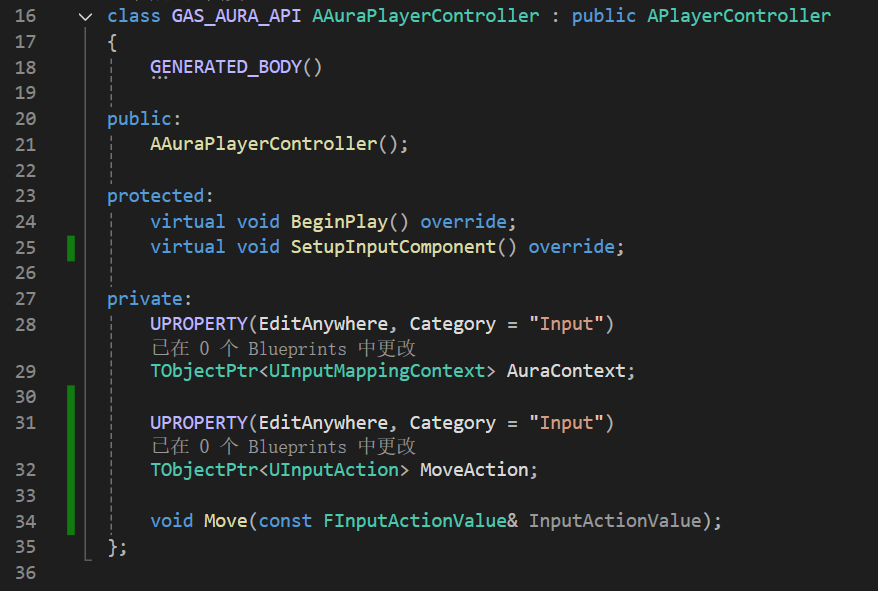 16 class GAS_AURA_API AAuraPlayerController : public APlayerController
17 {
18 GENERATED_BODY()
19
20 public:
21 AAuraPlayerController();
22
23 protected:
24 virtual void BeginPlay() override;
25 virtual void SetupInputComponent() override;
26
27 private:
28 UPROPERTY(EditAnywhere, Category = "Input")
已在 0 个 Blueprints 中更改
29 TObjectPtr<UInputMappingContext> AuraContext;
30
31 UPROPERTY(EditAnywhere, Category = "Input")
已在 0 个 Blueprints 中更改
32 TObjectPtr<UInputAction> MoveAction;
33
34 void Move(const FInputActionValue& InputActionValue);
35 };
36